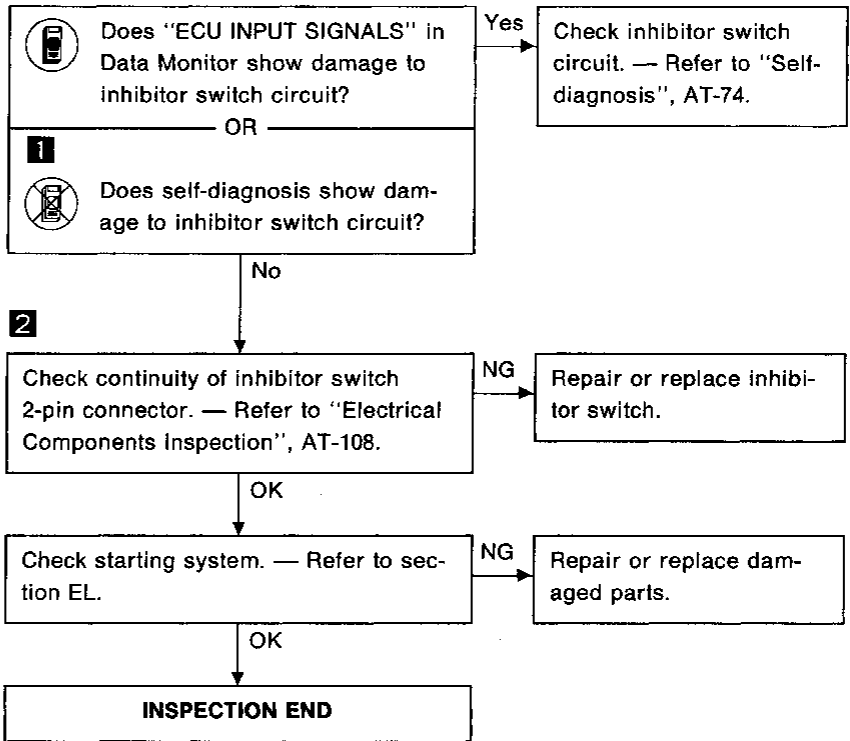 Does "ECU INPUT SIGNALS" in
Data Monitor show damage to
inhibitor switch circuit?
Yes
Check inhibitor switch
circuit. — Refer to "Self-
diagnosis", AT-74.
OR
1
Does self-diagnosis show dam-
age to inhibitor switch circuit?
No
2
Check continuity of inhibitor switch
2-pin connector. — Refer to "Electrical
Components Inspection", AT-108.
NG
Repair or replace inhibi-
tor switch.
OK
Check starting system. — Refer to sec-
tion EL.
NG
Repair or replace dam-
aged parts.
OK
INSPECTION END